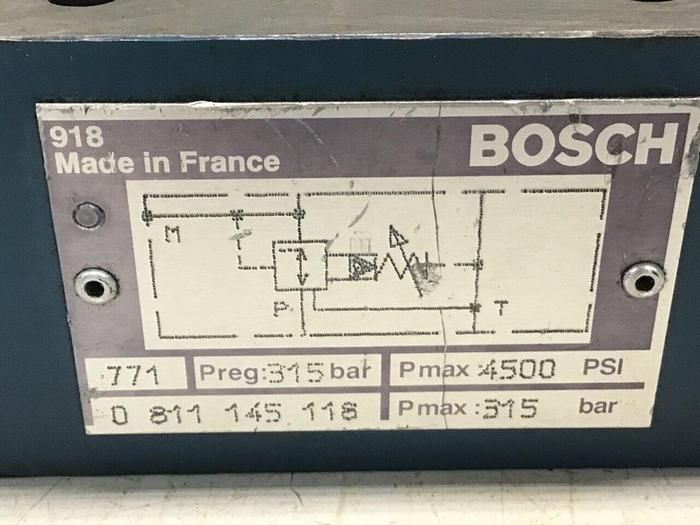 918
Made in France
BOSCH
M
P
T
771
Preg:315 bar
Pmax :4500 PSI
0 811 145 118
Pmax :315 bar